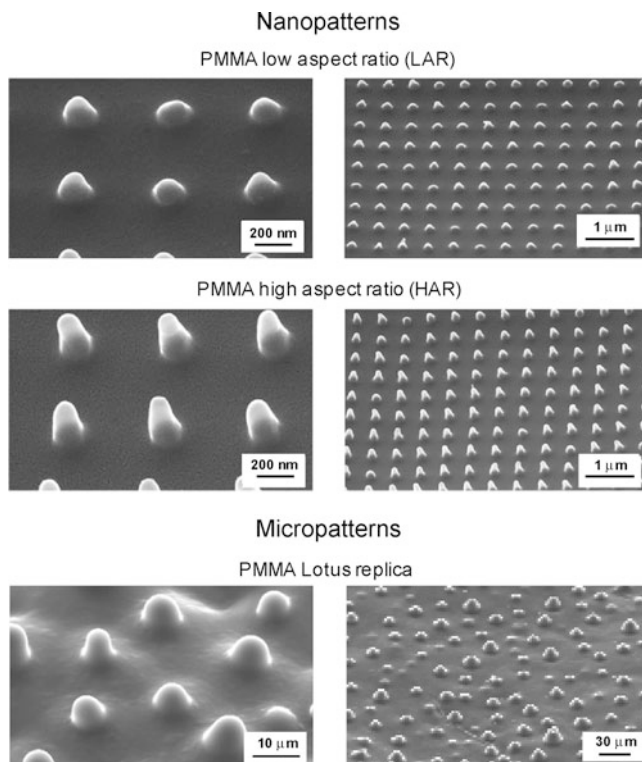 Nanopatterns
PMMA low aspect ratio (LAR)
200 nm
1 μm
PMMA high aspect ratio (HAR)
200 nm
1 μm
Micropatterns
PMMA Lotus replica
10 μm
30 μm